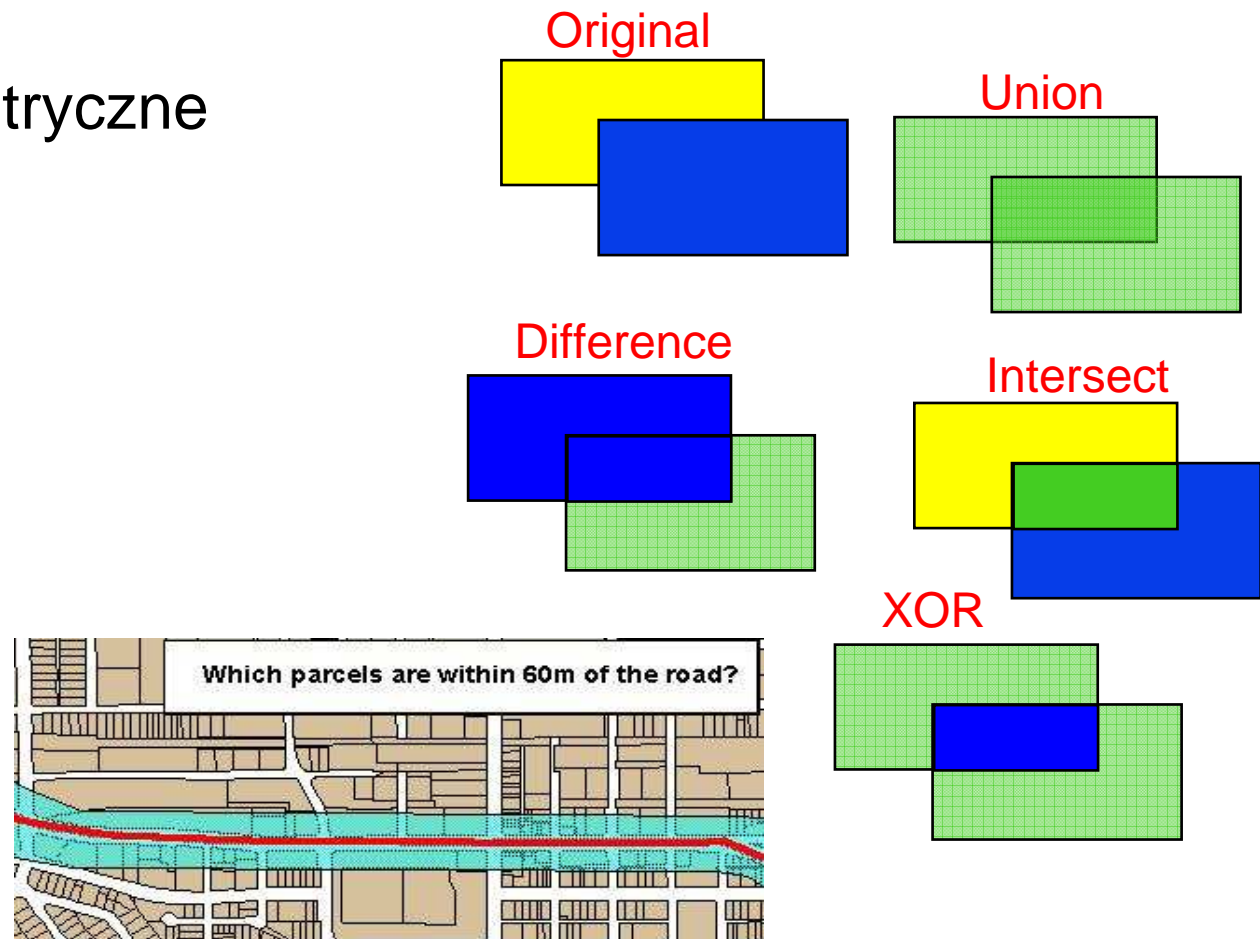 Original
tryczne
Union
Difference
Intersect
XOR
Which parcels are within 60m of the road?